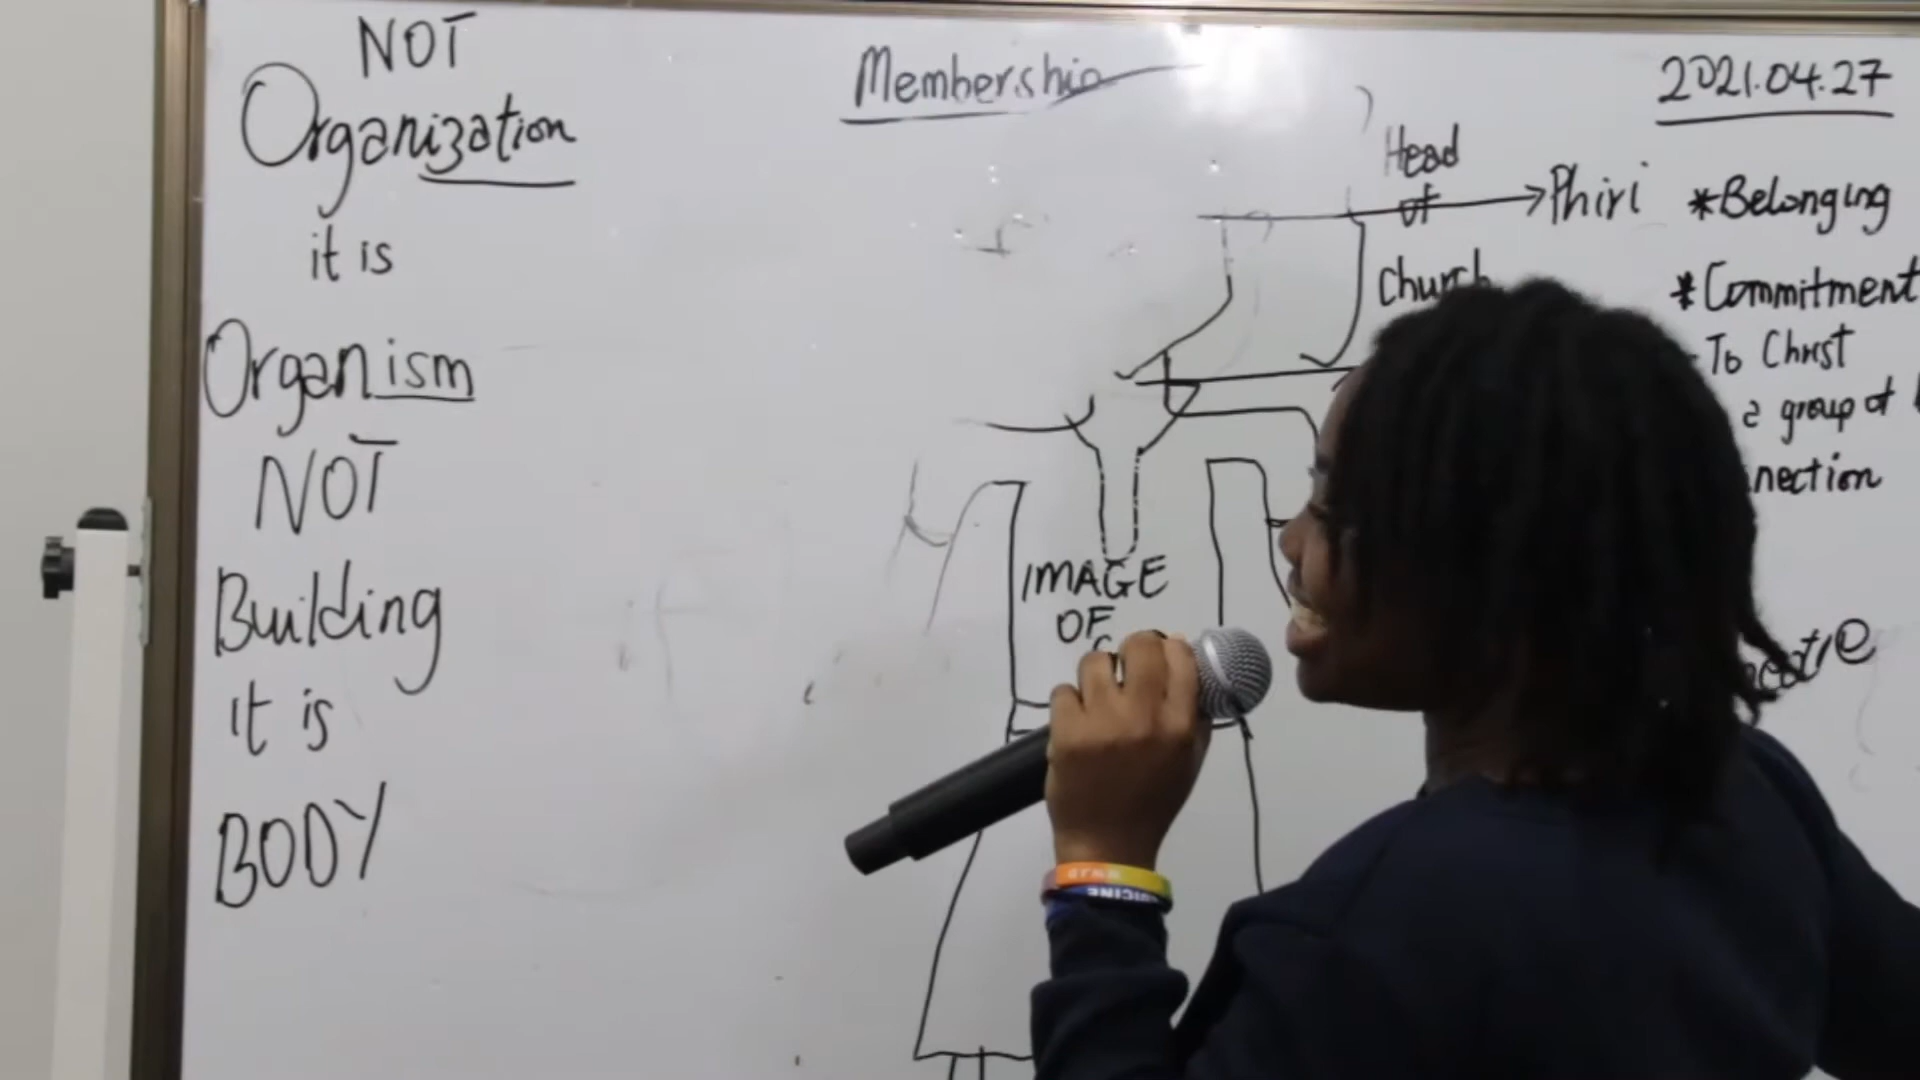 NOT
Organization
it is
Organism
NOT
Building
It is
BODY
Membership
Head
of
Church
Phiri
IMAGE
OF
2021.04.27
*Belonging
*Commitment
To Christ
a group of